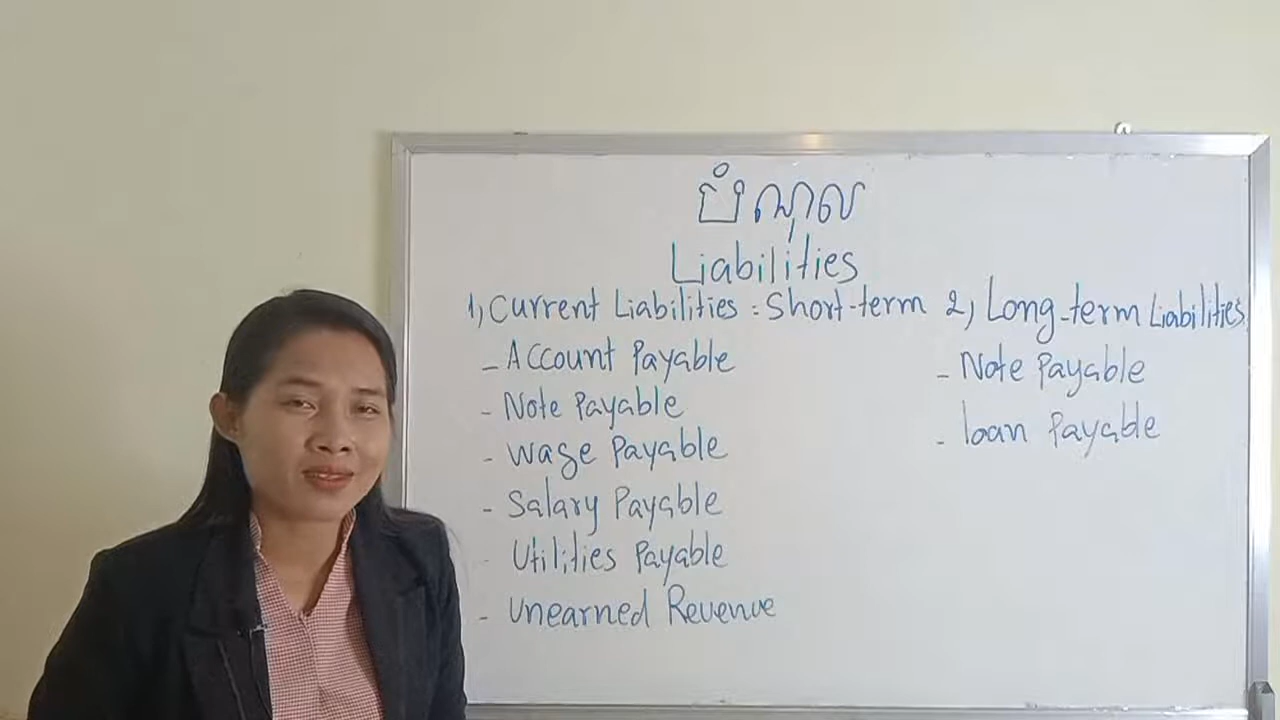 បំណុល
Liabilities
1, Current Liabilities = Short-term
- Account Payable
- Note Payable
- Wage Payable
- Salary Payable
- Utilities Payable
- Unearned Revenue
2, Long-term Liabilities
- Note Payable
- loan Payable